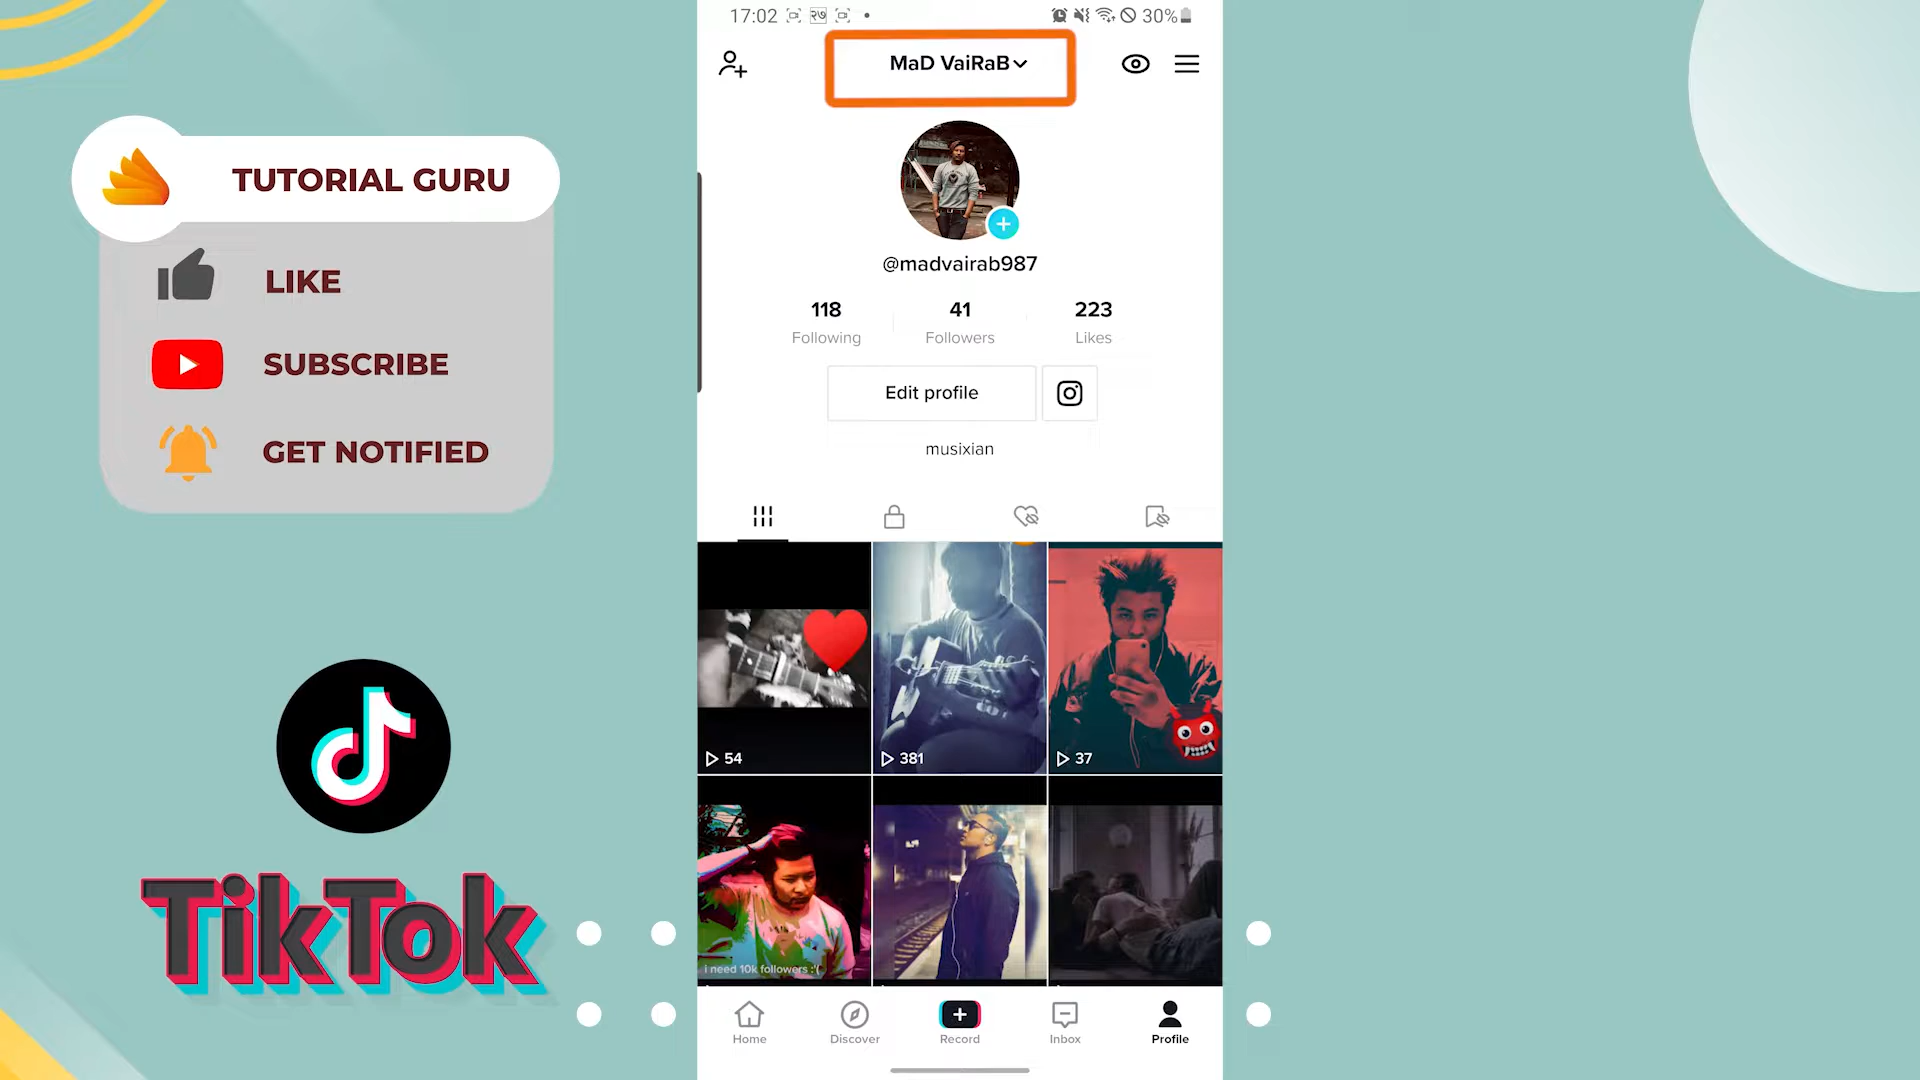 TUTORIAL GURU
LIKE
SUBSCRIBE
GET NOTIFIED
TikTok
17:02
30%
MaD VaiRaB
@madvairab987
118
Following
41
Followers
223
Likes
Edit profile
musixian
54
381
37
i need 10k followers :'(
Home
Discover
Record
Inbox
Profile